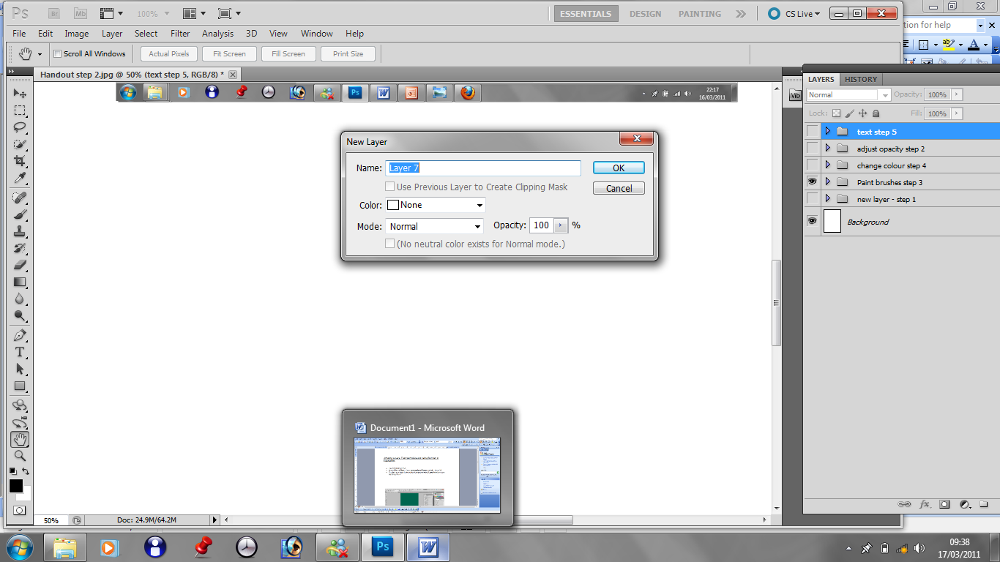 Ps Br Mb 100% ESSENTIALS DESIGN PAINTING CS Live
tion for help
File Edit Image Layer Select Filter Analysis 3D View Window Help
Scroll All Windows Actual Pixels Fit Screen Fill Screen Print Size
Handout step 2.jpg @ 50% (text step 5, RGB/8) *
LAYERS HISTORY
22:17
16/03/2011
Mb
Normal Opacity: 100%
Lock: Fill: 100%
text step 5
adjust opacity step 2
change colour step 4
Paint brushes step 3
new layer - step 1
Background
New Layer
Name: Layer 7 OK
Use Previous Layer to Create Clipping Mask Cancel
Color: None
Mode: Normal Opacity: 100 %
(No neutral color exists for Normal mode.)
Document1 - Microsoft Word
50% Doc: 24.9M/64.2M
fx
Ps W
09:38
17/03/2011